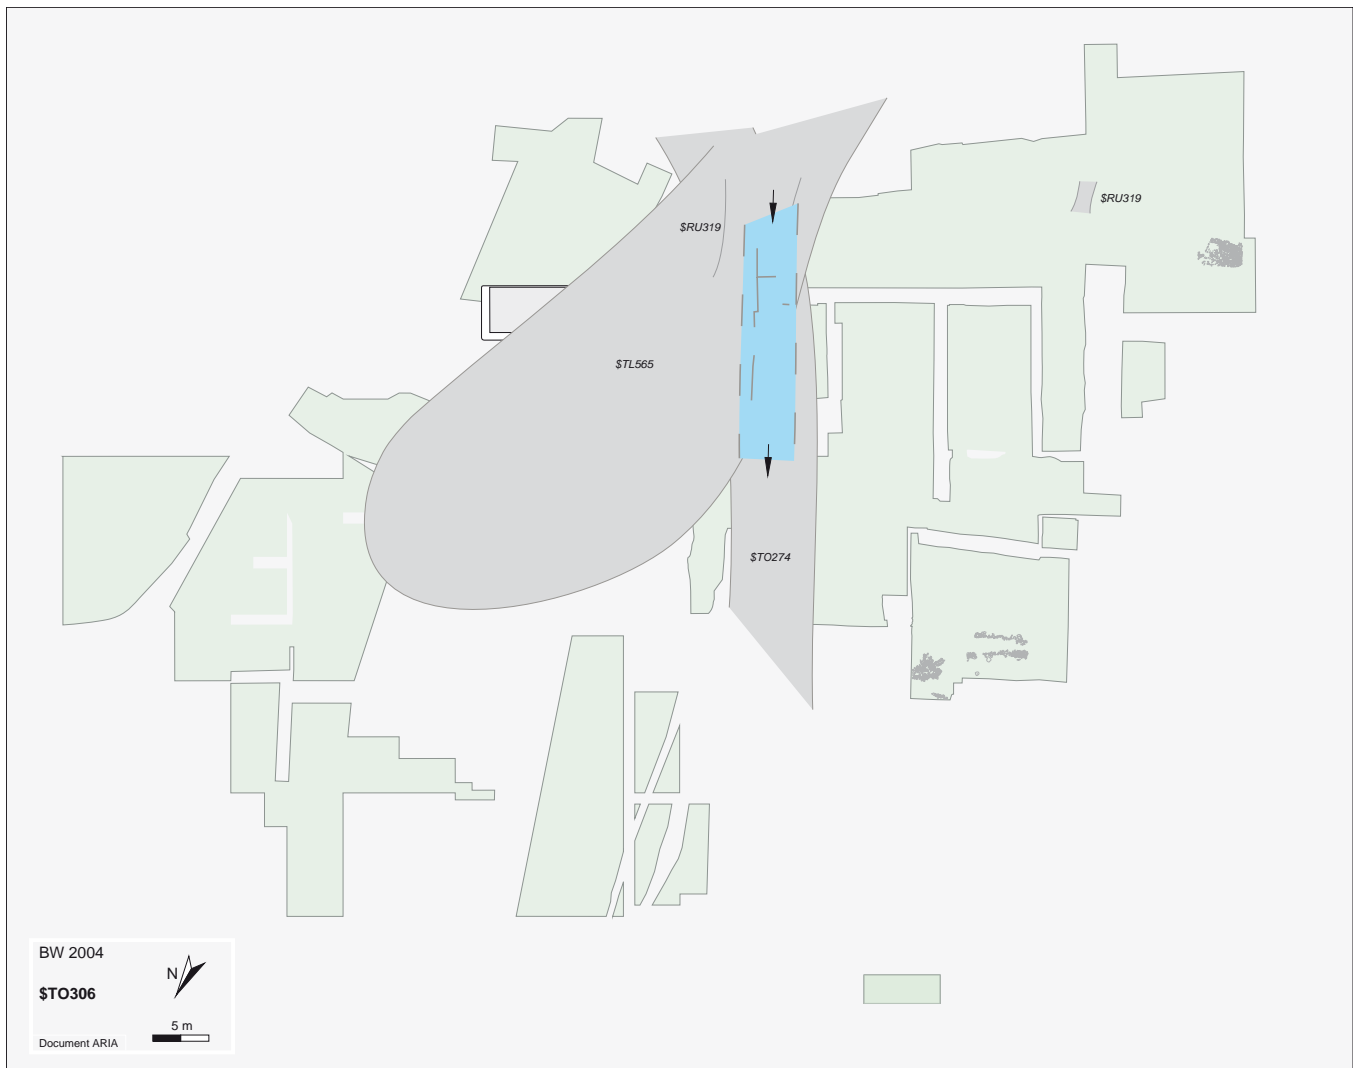 $RU319
$RU319
$TL565
$TO274
BW 2004
N
$TO306
5 m
Document ARIA